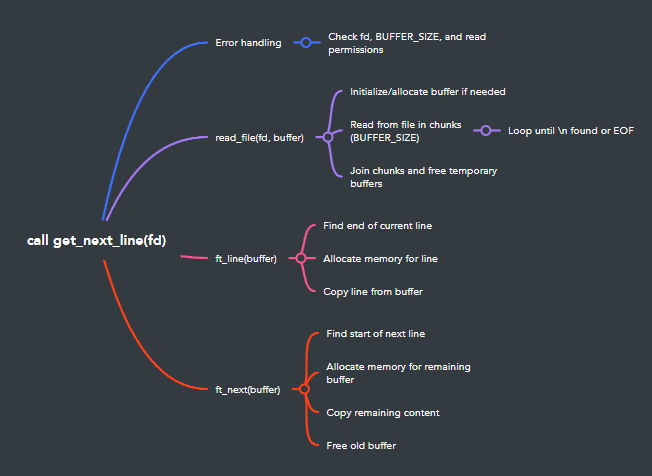 call get_next_line(fd)
Error handling
Check fd, BUFFER_SIZE, and read
permissions
read_file(fd, buffer)
Initialize/allocate buffer if needed
Read from file in chunks
(BUFFER_SIZE)
Loop until \n found or EOF
Join chunks and free temporary
buffers
ft_line(buffer)
Find end of current line
Allocate memory for line
Copy line from buffer
ft_next(buffer)
Find start of next line
Allocate memory for remaining
buffer
Copy remaining content
Free old buffer